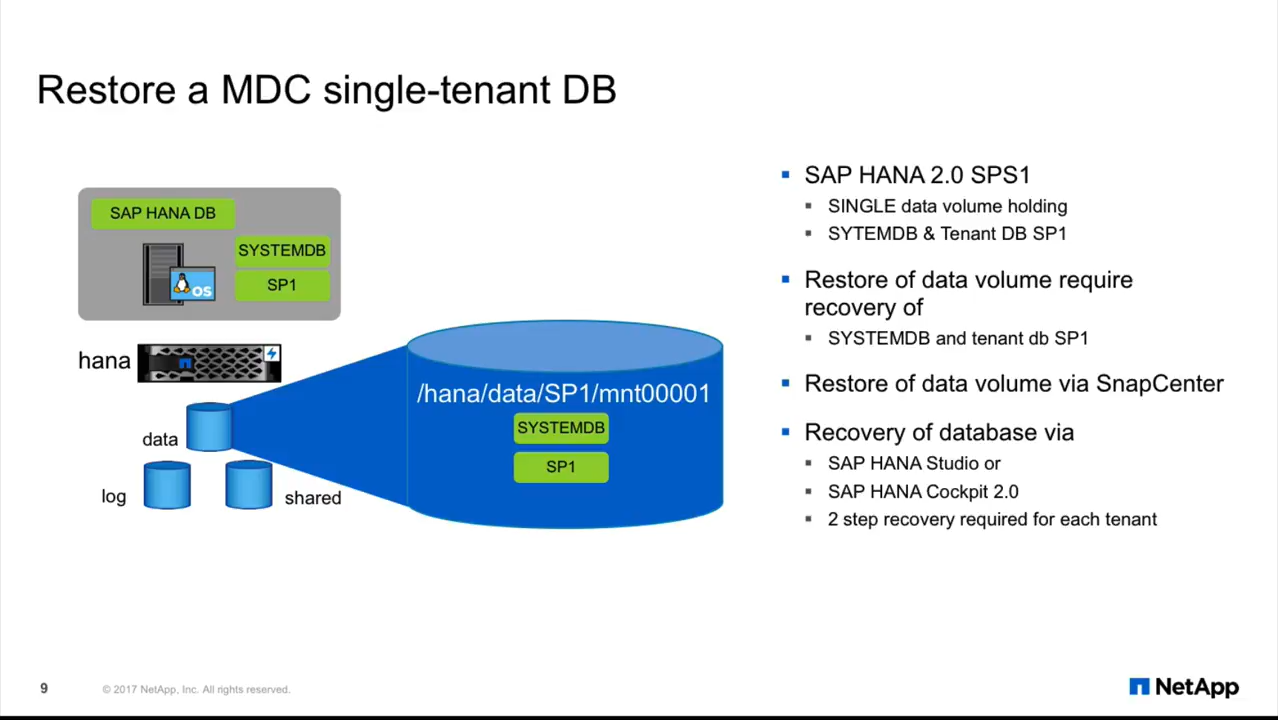 Restore a MDC single-tenant DB
SAP HANA DB
SYSTEMDB
SP1
OS
hana
data
log
shared
/hana/data/SP1/mnt00001
SYSTEMDB
SP1
SAP HANA 2.0 SPS1
SINGLE data volume holding
SYTEMDB & Tenant DB SP1
Restore of data volume require
recovery of
SYSTEMDB and tenant db SP1
Restore of data volume via SnapCenter
Recovery of database via
SAP HANA Studio or
SAP HANA Cockpit 2.0
2 step recovery required for each tenant
9
© 2017 NetApp, Inc. All rights reserved.
NetApp